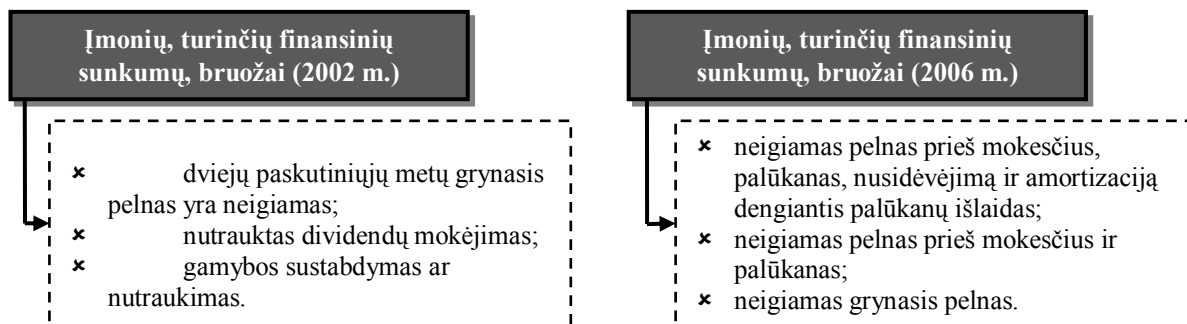 Įmonių, turinčių finansinių
sunkumų, bruožai (2002 m.)
× dviejų paskutiniųjų metų grynasis
pelnas yra neigiamas;
× nutrauktas dividendų mokėjimas;
× gamybos sustabdymas ar
nutraukimas.
Įmonių, turinčių finansinių
sunkumų, bruožai (2006 m.)
× neigiamas pelnas prieš mokesčius,
palūkanas, nusidėvėjimą ir amortizaciją
dengiantis palūkanų išlaidas;
× neigiamas pelnas prieš mokesčius ir
palūkanas;
× neigiamas grynasis pelnas.